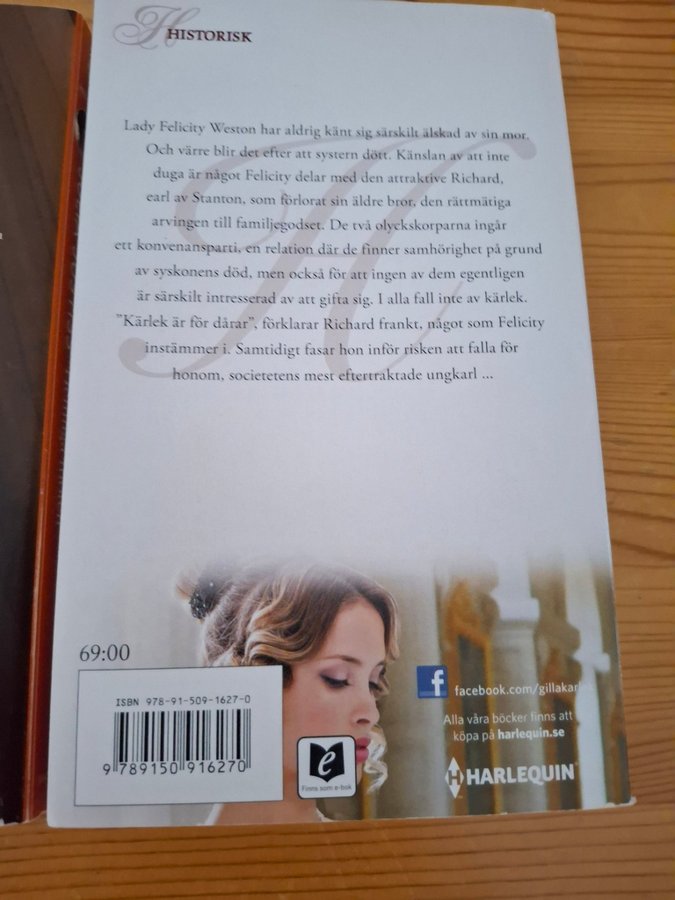 HISTORISK
Lady Felicity Weston har aldrig känt sig särskilt älskad av sin mor.
Och värre blir det efter att systern dött. Känslan av att inte
duga är något Felicity delar med den attraktive Richard,
earl av Stanton, som förlorat sin äldre bror, den rättmätiga
arvingen till familjegodset. De två olyckskorparna ingår
ett konvenansparti, en relation där de finner samhörighet på grund
av syskonens död, men också för att ingen av dem egentligen
är särskilt intresserad av att gifta sig. I alla fall inte av kärlek.
”Kärlek är för dårar”, förklarar Richard frankt, något som Felicity
instämmer i. Samtidigt fasar hon inför risken att falla för
honom, societetens mest eftertraktade ungkarl ...
69:00
ISBN 978-91-509-1627-0
9 789150 916270
e
Finns som e-bok
f facebook.com/gillakarlek
Alla våra böcker finns att
köpa på harlequin.se
HARLEQUIN